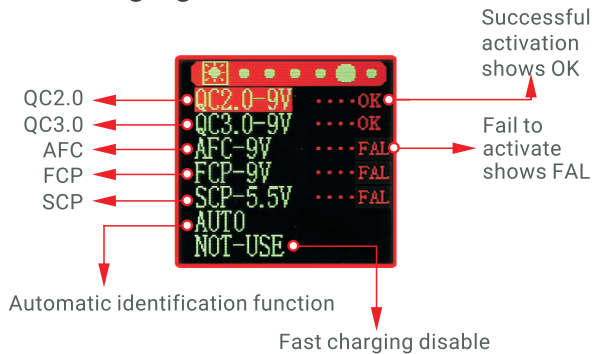 Successful
activation
shows OK
QC2.0
QC3.0
AFC
FCP
SCP
QC2.0-9V ····OK
QC3.0-9V ····OK
AFC-9V ····FAL
FCP-9V ····FAL
SCP-5.5V ····FAL
AUTO
NOT-USE
Fail to
activate
shows FAL
Automatic identification function
Fast charging disable